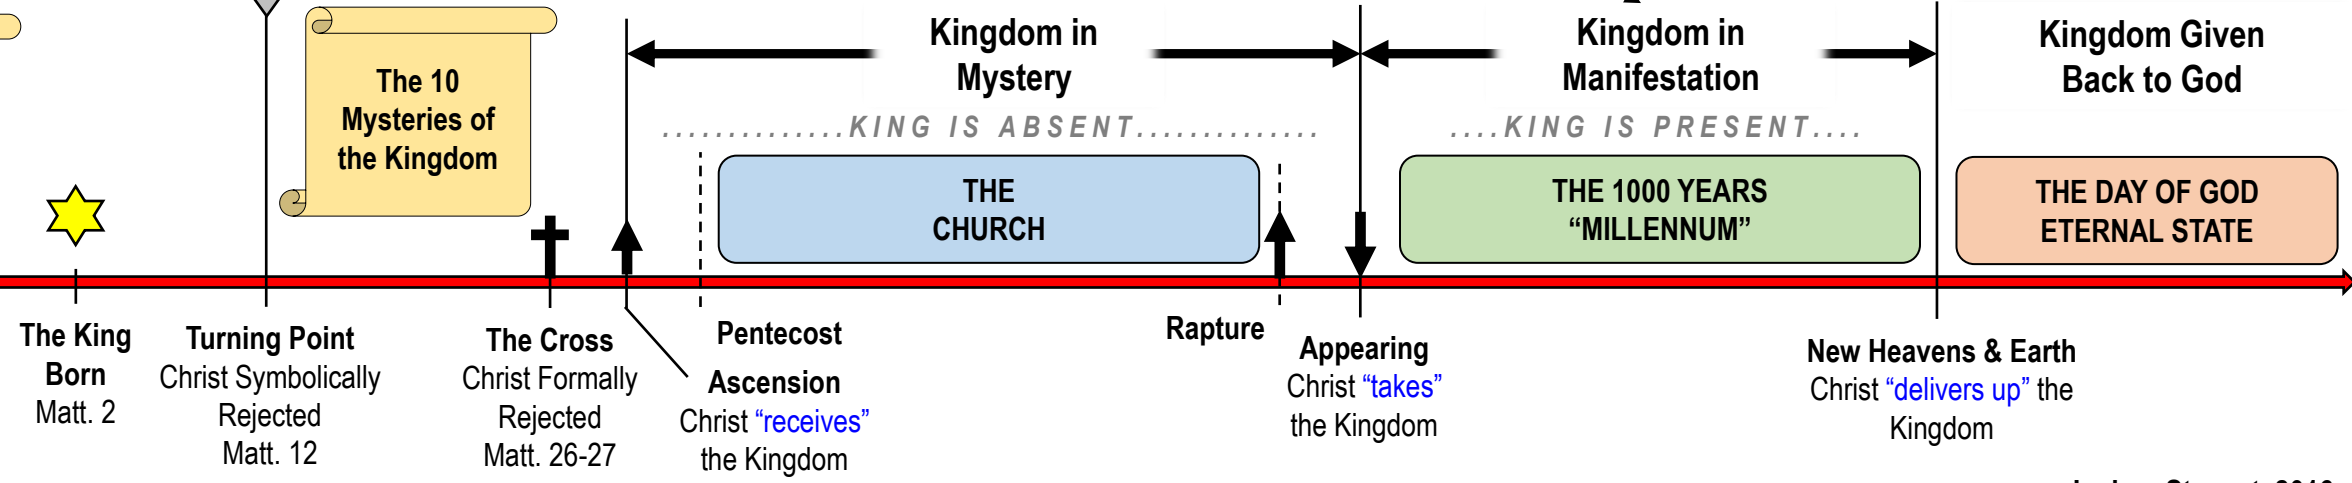 The 10
Mysteries of
the Kingdom
Kingdom in
Mystery
Kingdom in
Manifestation
Kingdom Given
Back to God
..............KING IS ABSENT..............
....KING IS PRESENT....
THE
CHURCH
THE 1000 YEARS
“MILLENNUM”
THE DAY OF GOD
ETERNAL STATE
The King
Born
Matt. 2
Turning Point
Christ Symbolically
Rejected
Matt. 12
The Cross
Christ Formally
Rejected
Matt. 26-27
Pentecost
Ascension
Christ “receives”
the Kingdom
Rapture
Appearing
Christ “takes”
the Kingdom
New Heavens & Earth
Christ “delivers up” the
Kingdom